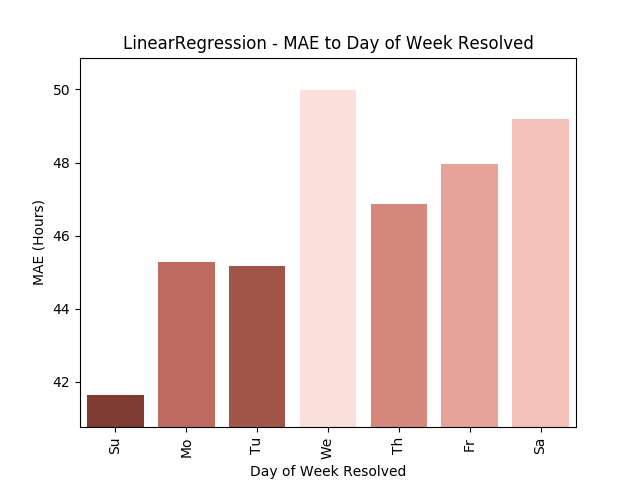 LinearRegression - MAE to Day of Week Resolved
MAE (Hours)
50
48
46
44
42
Su
Mo
Tu
We
Th
Fr
Sa
Day of Week Resolved